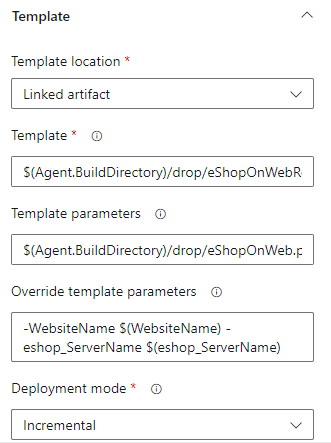 Template
Template location *
Linked artifact
Template *
$(Agent.BuildDirectory)/drop/eShopOnWebR
Template parameters
$(Agent.BuildDirectory)/drop/eShopOnWeb.p
Override template parameters
-WebsiteName $(WebsiteName) -
eshop_ServerName $(eshop_ServerName)
Deployment mode *
Incremental